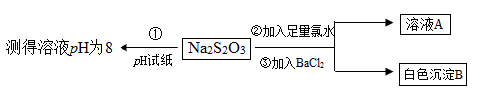 测得溶液pH为8
①
pH试纸
Na2S2O3
②加入足量氯水
③加入BaCl2
溶液A
白色沉淀B